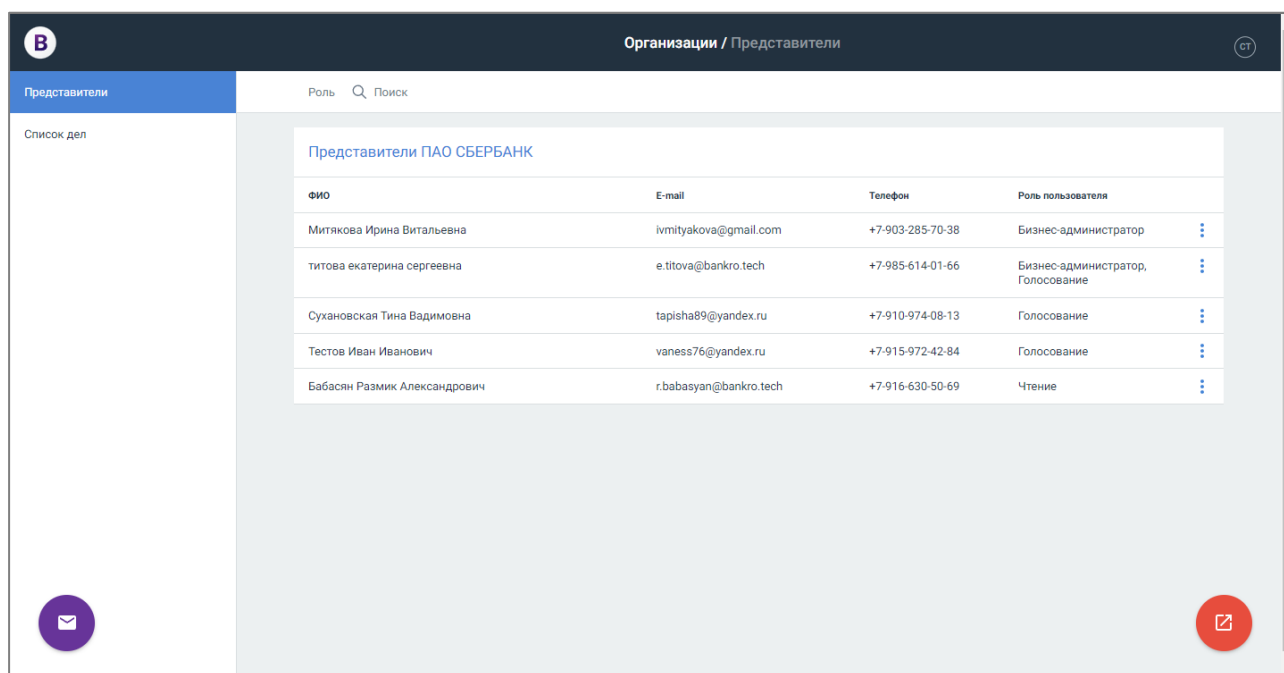 B
Организации / Представители
СТ
Представители
Роль Поиск
Список дел
Представители ПАО СБЕРБАНК
ФИО E-mail Телефон Роль пользователя
Митякова Ирина Витальевна ivmityakova@gmail.com +7-903-285-70-38 Бизнес-администратор
титова екатерина сергеевна e.titova@bankro.tech +7-985-614-01-66 Бизнес-администратор,
Голосование
Сухановская Тина Вадимовна tapisha89@yandex.ru +7-910-974-08-13 Голосование
Тестов Иван Иванович vaness76@yandex.ru +7-915-972-42-84 Голосование
Бабасян Размик Александрович r.babasyan@bankro.tech +7-916-630-50-69 Чтение